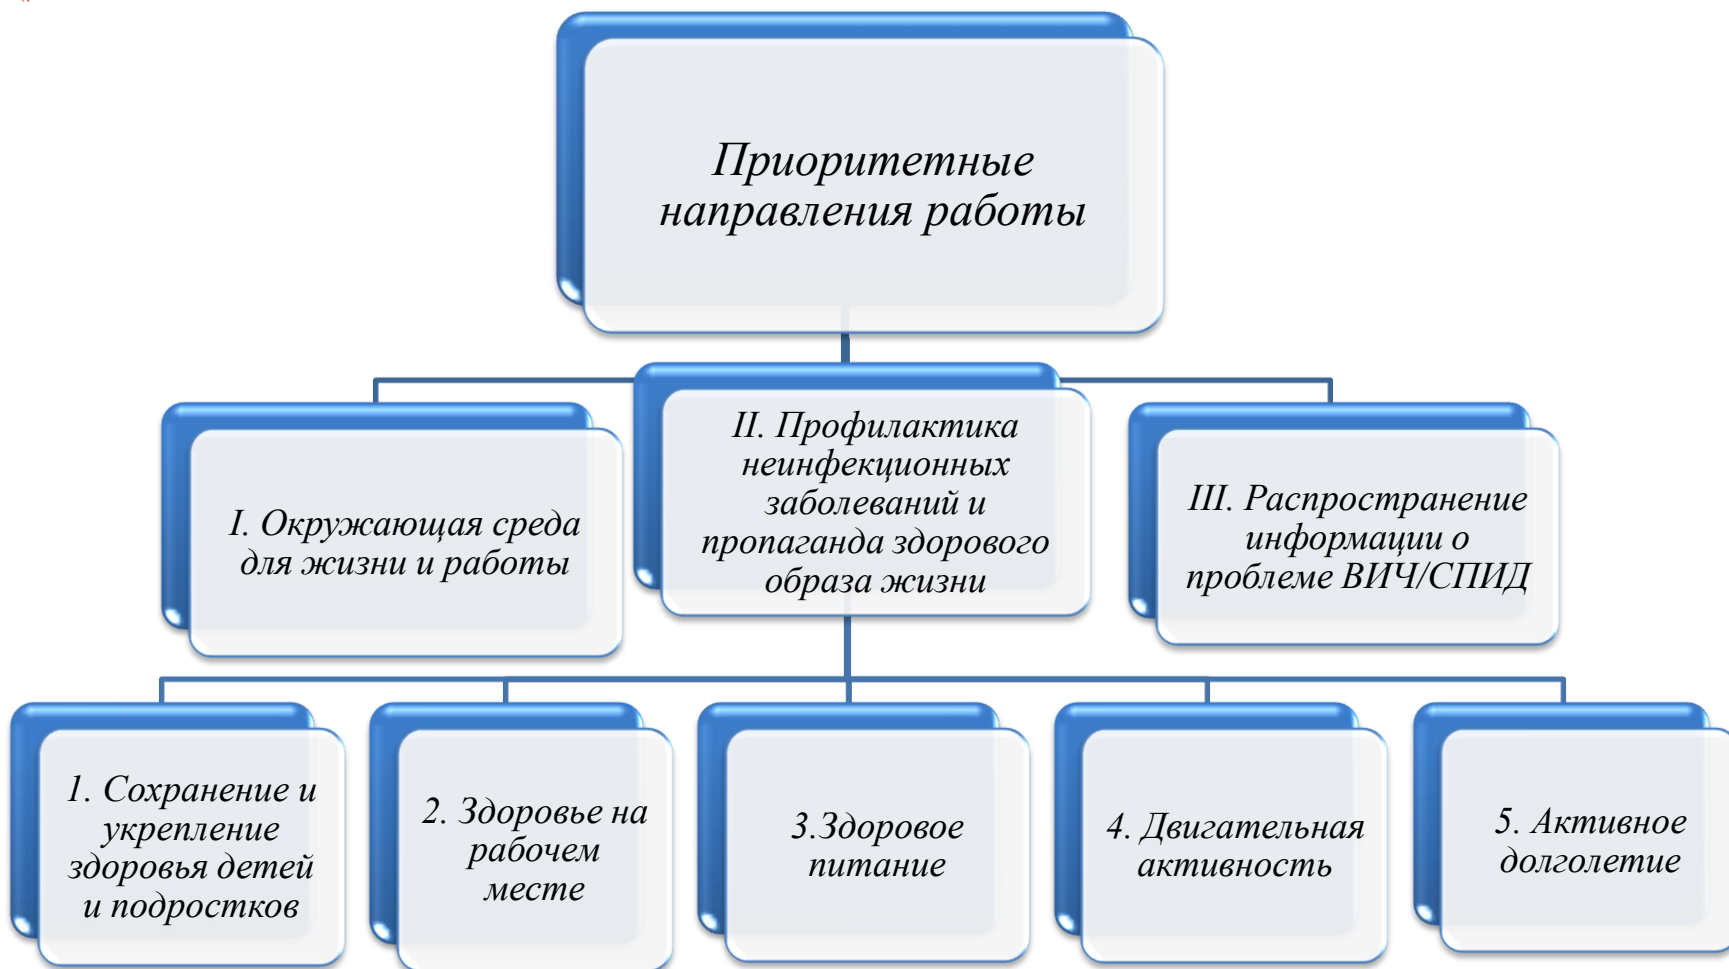 Приоритетные
направления работы
I. Окружающая среда
для жизни и работы
II. Профилактика
неинфекционных
заболеваний и
пропаганда здорового
образа жизни
III. Распространение
информации о
проблеме ВИЧ/СПИД
1. Сохранение и
укрепление
здоровья детей
и подростков
2. Здоровье на
рабочем
месте
3.Здоровое
питание
4. Двигательная
активность
5. Активное
долголетие